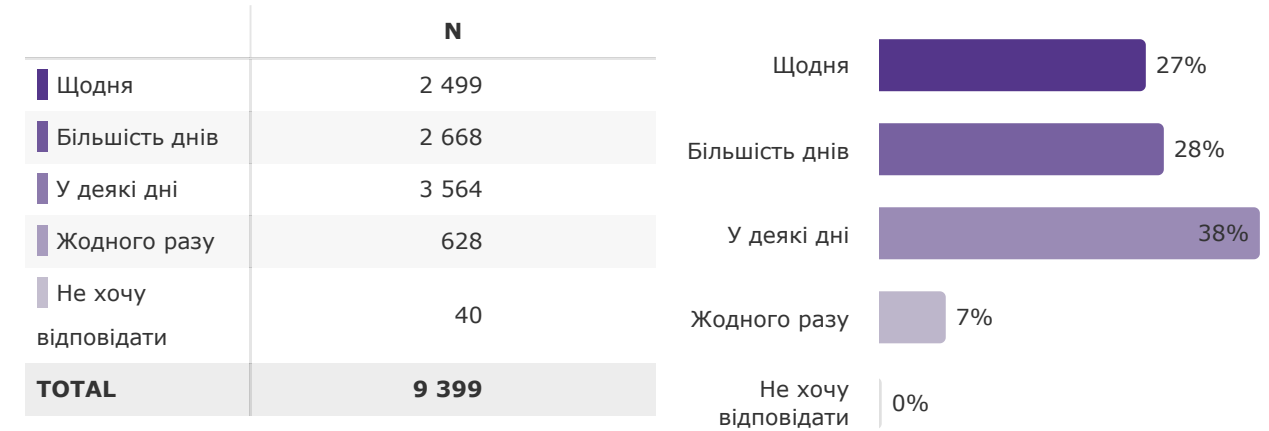 N
Щодня 2 499
Більшість днів 2 668
У деякі дні 3 564
Жодного разу 628
Не хочу
відповідати 40
TOTAL 9 399
Щодня 27%
Більшість днів 28%
У деякі дні 38%
Жодного разу 7%
Не хочу
відповідати 0%